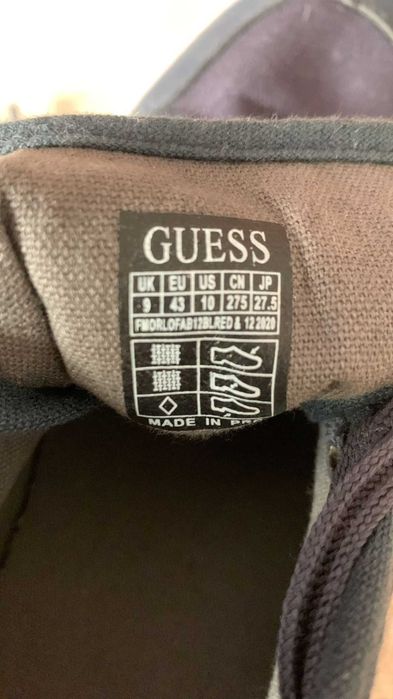 GUESS
UK EU US CN JP
9 43 10 275 27.5
FMORLOFAB12BLRED & 12 2020
MADE IN